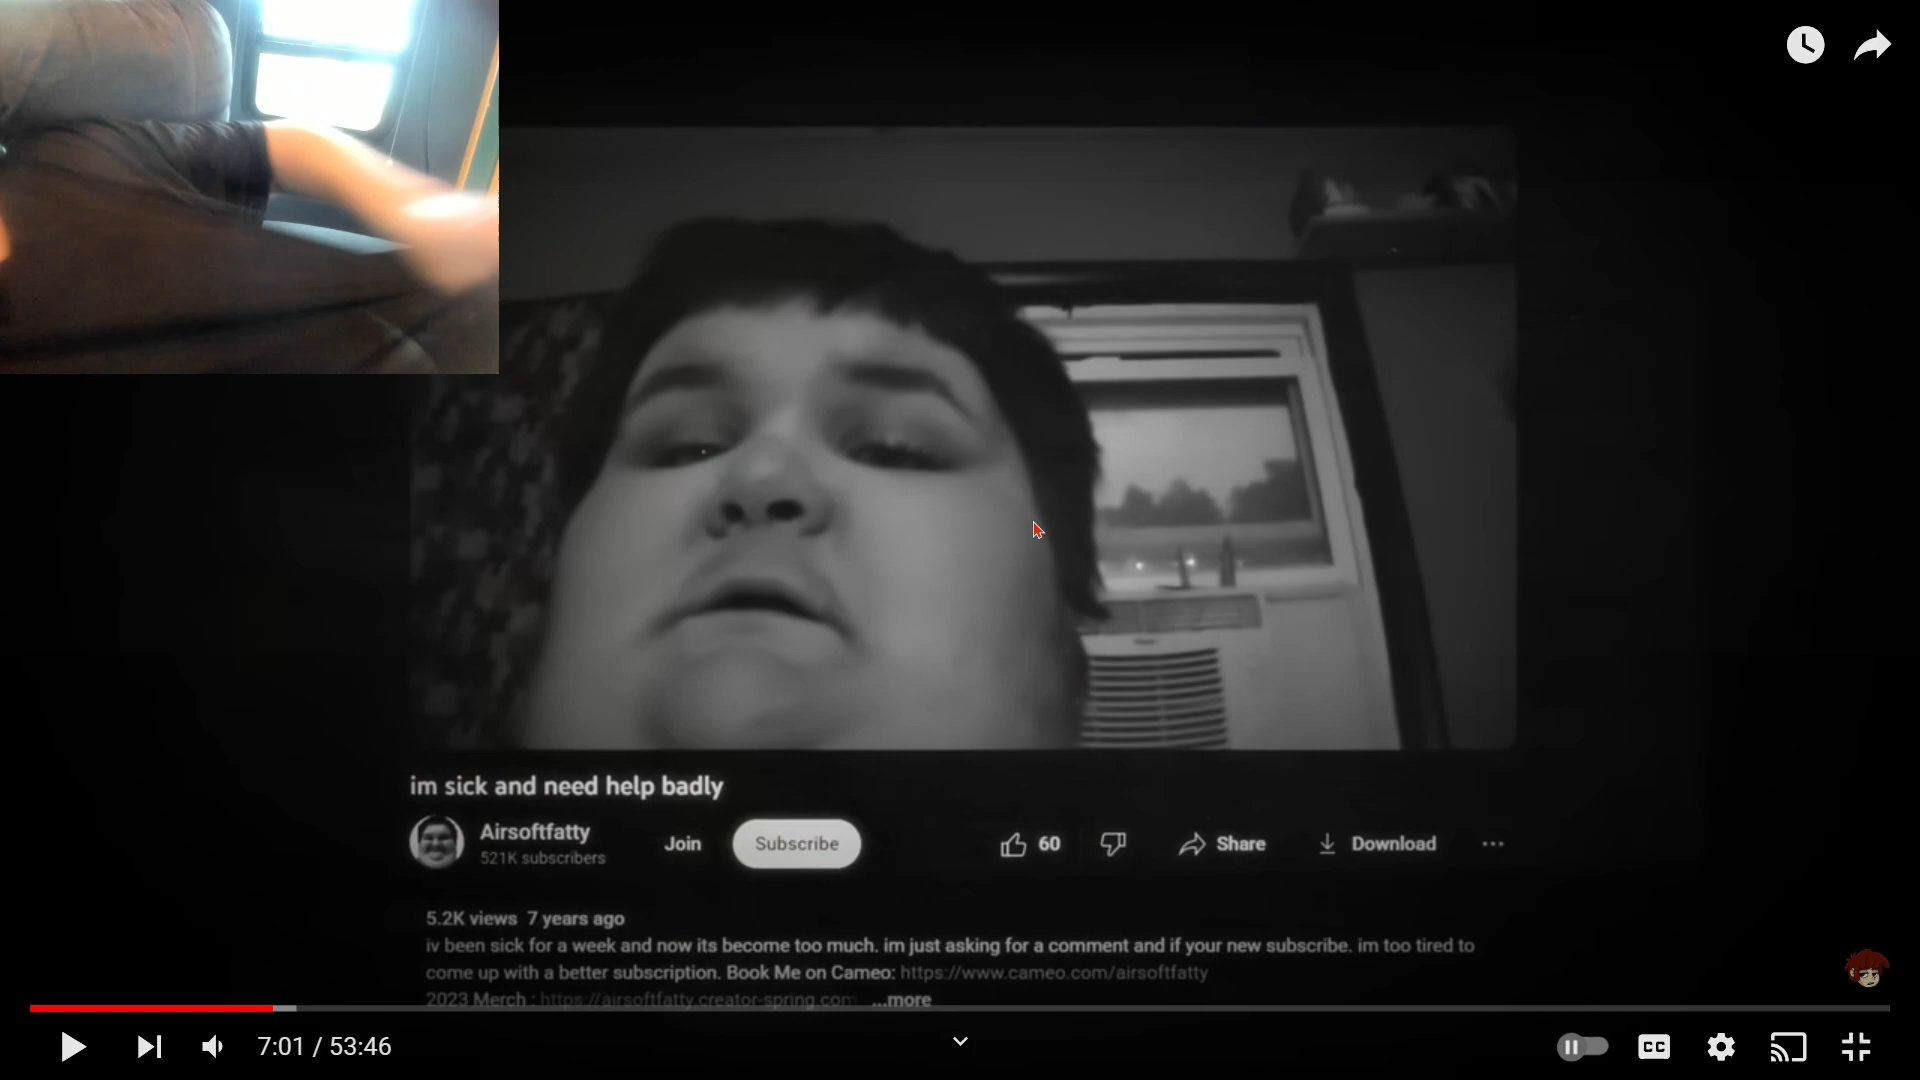 im sick and need help badly
Airsoftfatty
521K subscribers
Join
Subscribe
60
Share
Download
5.2K views 7 years ago
iv been sick for a week and now its become too much. im just asking for a comment and if your new subscribe. im too tired to
come up with a better subscription. Book Me on Cameo: https://www.cameo.com/airsoftfatty
2023 Merch : https://airsoftfatty.creator-spring.com ...more
7:01 / 53:46
CC